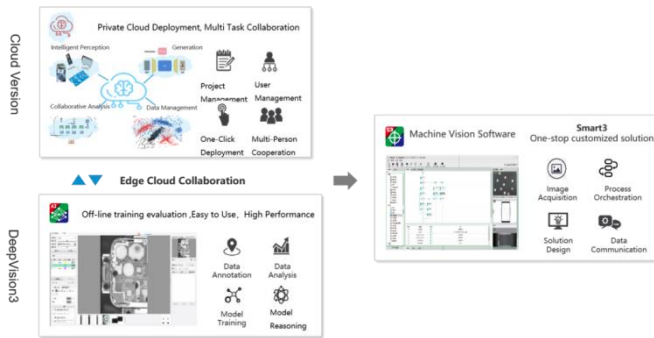 Cloud Version
Private Cloud Deployment, Multi Task Collaboration
Intelligent Perception
Generation
Collaborative Analysis
Data Management
Project
Management
User
Management
One-Click
Deployment
Multi-Person
Cooperation
Edge Cloud Collaboration
DeepVision3
Off-line training evaluation ,Easy to Use, High Performance
Data
Annotation
Data
Analysis
Model
Training
Model
Reasoning
Machine Vision Software
Smart3
One-stop customized solution
Image
Acquisition
Process
Orchestration
Solution
Design
Data
Communication